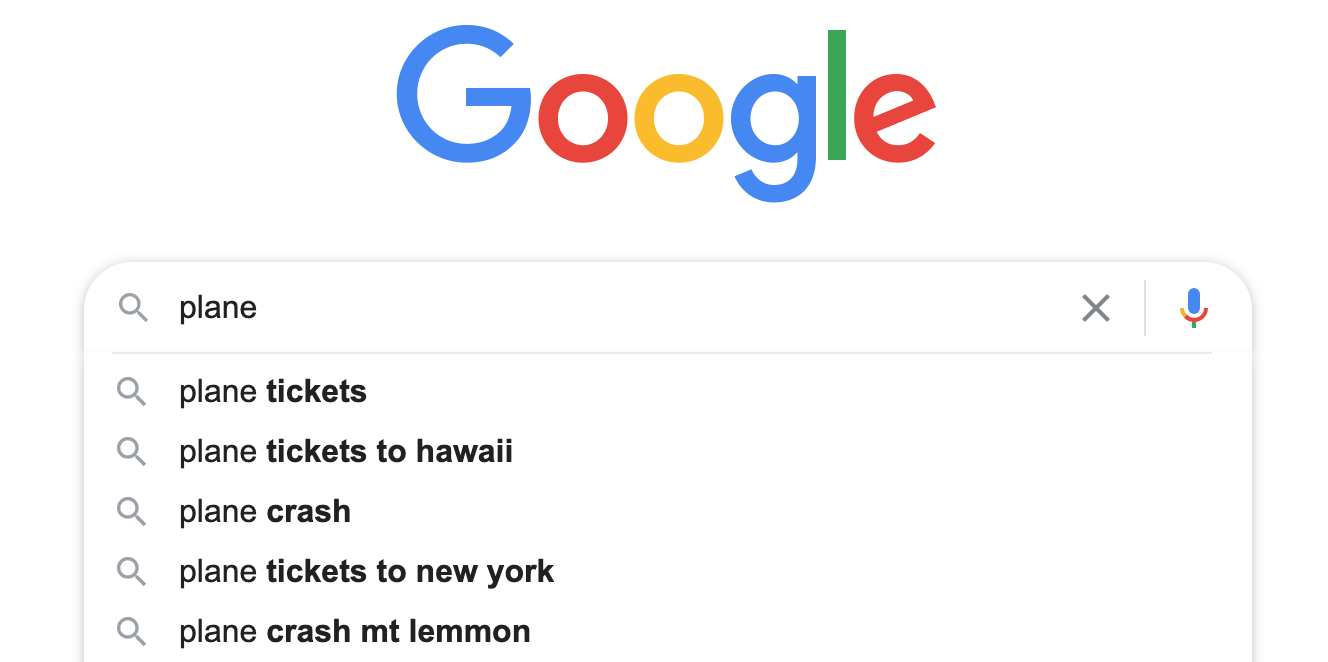 Google
plane
plane tickets
plane tickets to hawaii
plane crash
plane tickets to new york
plane crash mt lemmon